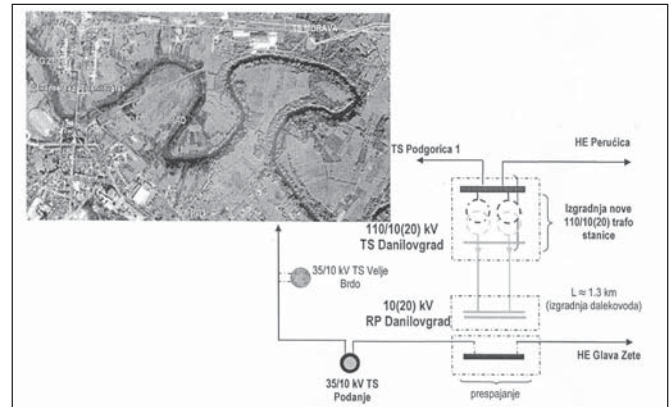 TS MORAVA
TS Podgorica 1
HE Perućica
110/10(20) kV
TS Danilovgrad
Izgradnja nove
110/10(20) trafo
stanice
35/10 kV TS Velje
Brdo
10(20) kV
RP Danilovgrad
L ≈ 1.3 km
(izgradnja dalekovoda)
HE Glava Zete
35/10 kV TS
Podanje
prespajanje